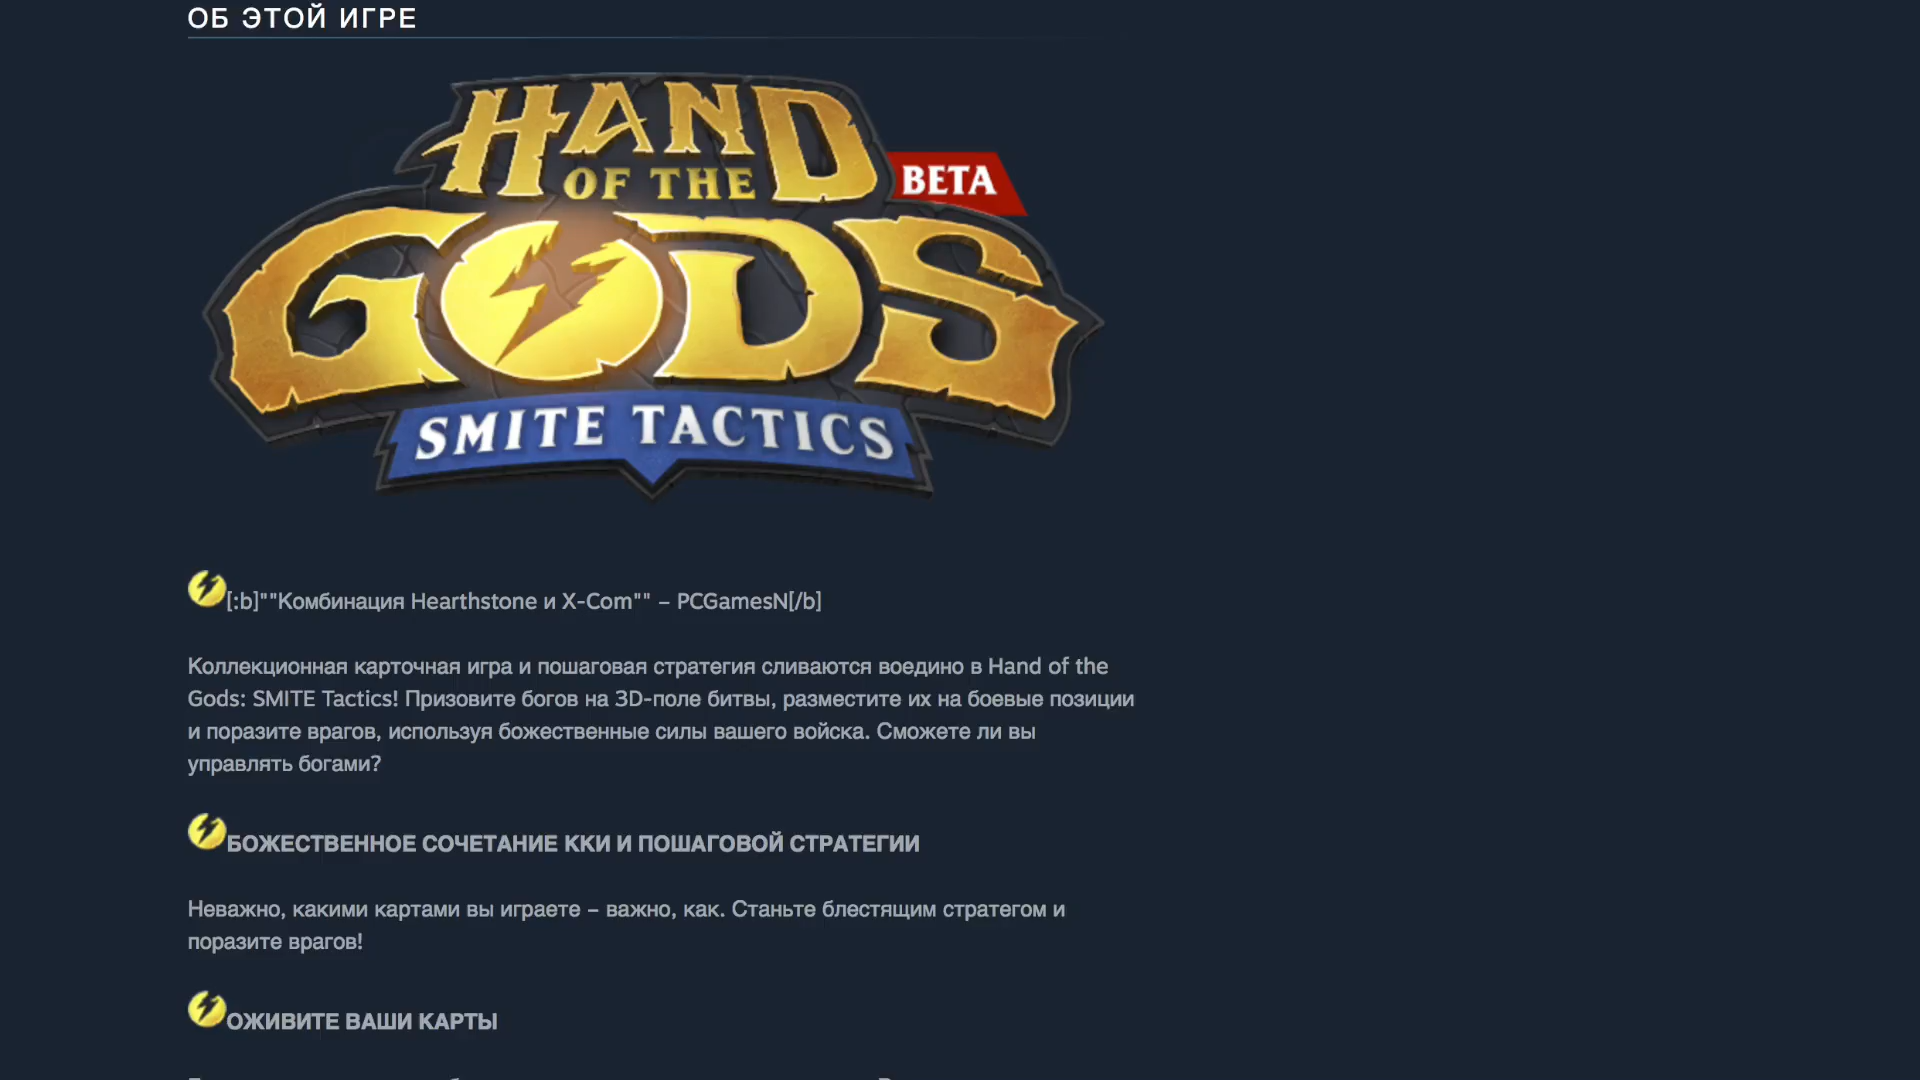 ОБ ЭТОЙ ИГРЕ
HAND
OF THE
BETA
GODS
SMITE TACTICS
[:b]""Комбинация Hearthstone и X-Com"" – PCGamesN[/b]
Коллекционная карточная игра и пошаговая стратегия сливаются воедино в Hand of the
Gods: SMITE Tactics! Призовите богов на 3D-поле битвы, разместите их на боевые позиции
и поразите врагов, используя божественные силы вашего войска. Сможете ли вы
управлять богами?
БОЖЕСТВЕННОЕ СОЧЕТАНИЕ ККИ И ПОШАГОВОЙ СТРАТЕГИИ
Неважно, какими картами вы играете – важно, как. Станьте блестящим стратегом и
поразите врагов!
ОЖИВИТЕ ВАШИ КАРТЫ